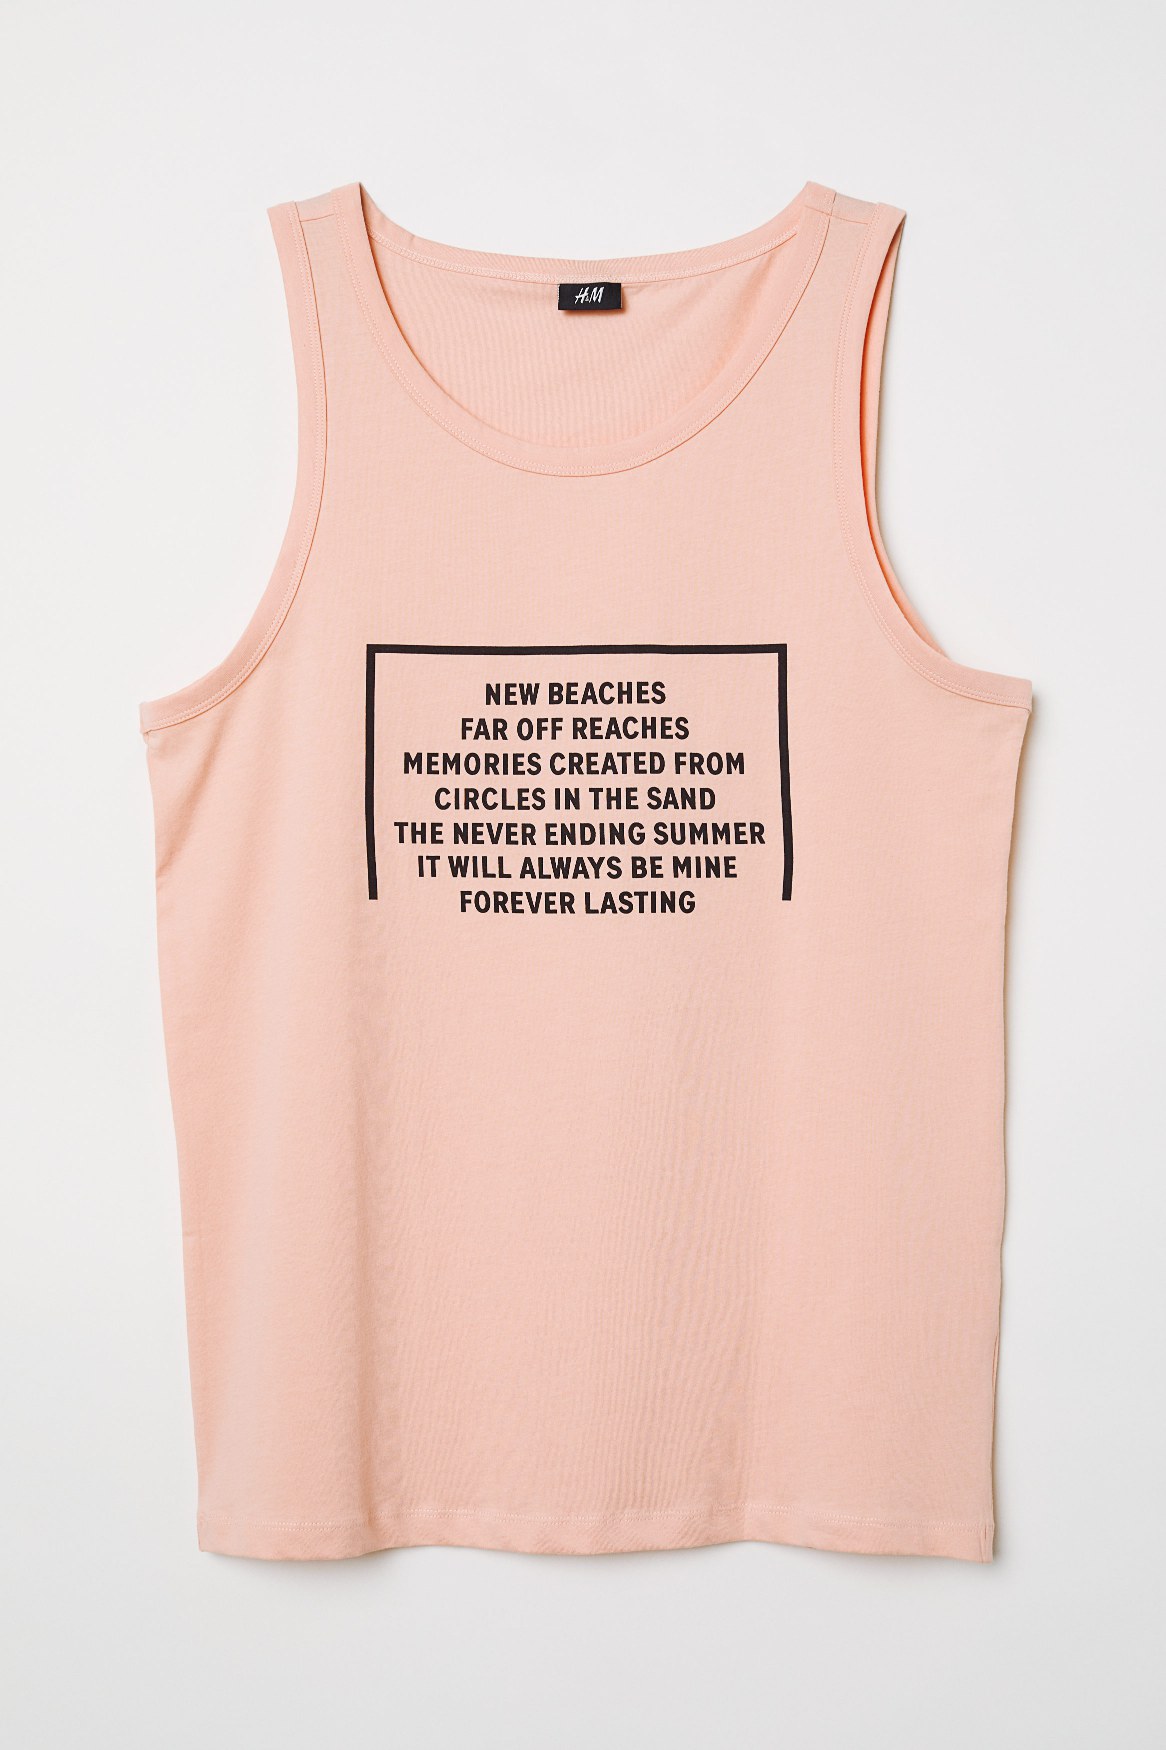 H&M
NEW BEACHES
FAR OFF REACHES
MEMORIES CREATED FROM
CIRCLES IN THE SAND
THE NEVER ENDING SUMMER
IT WILL ALWAYS BE MINE
FOREVER LASTING